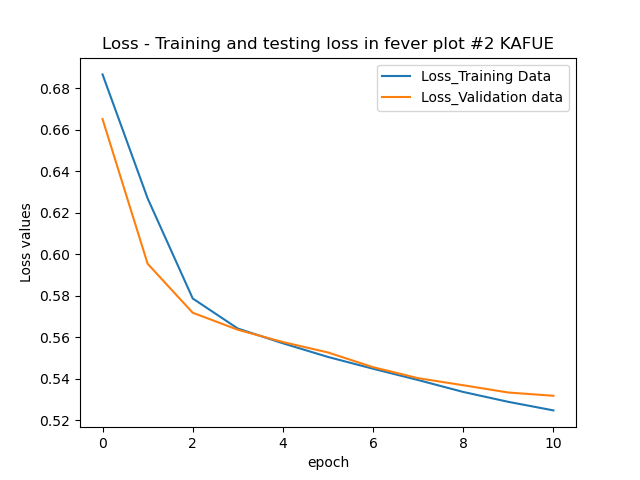 Loss - Training and testing loss in fever plot #2 KAFUE
Loss_Training Data
Loss_Validation data
Loss values
0.68
0.66
0.64
0.62
0.60
0.58
0.56
0.54
0.52
0 2 4 6 8 10
epoch